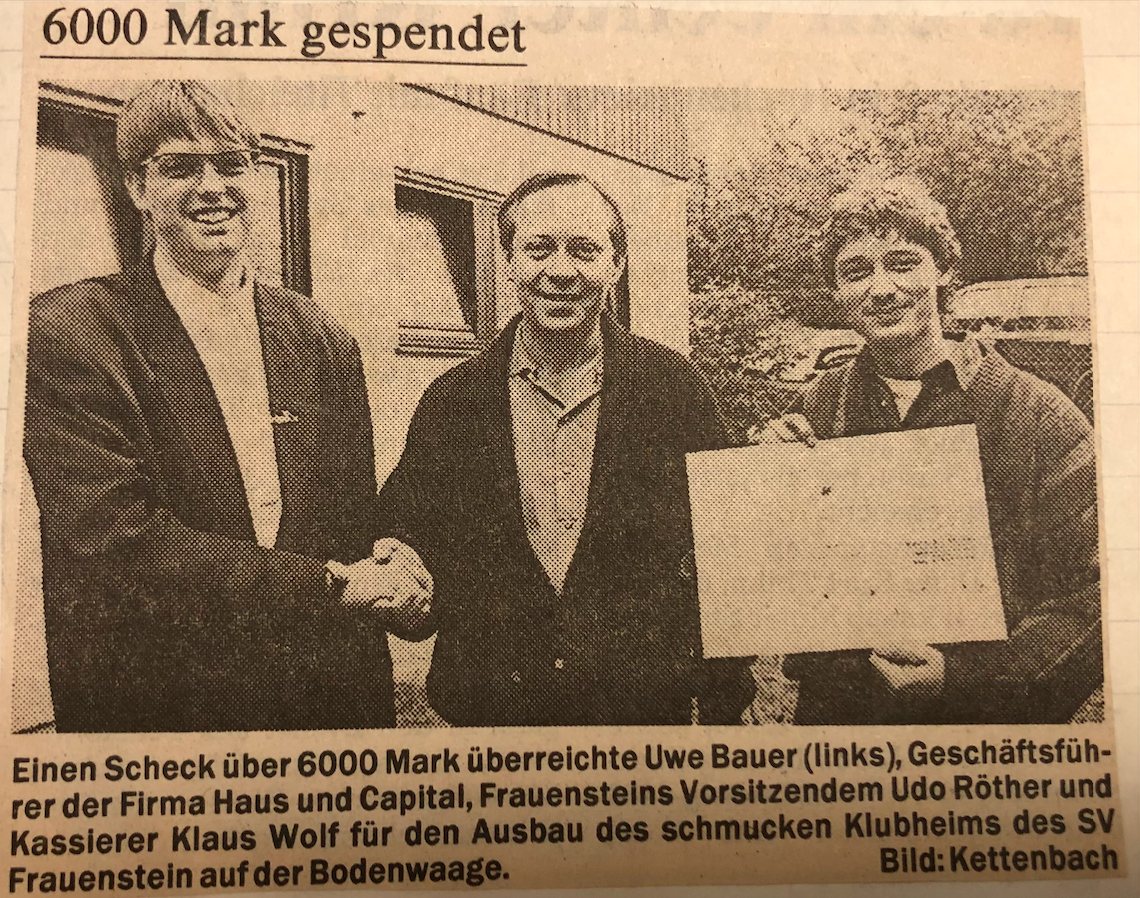 6000 Mark gespendet
Einen Scheck über 6000 Mark überreichte Uwe Bauer (links), Geschäftsfüh-
rer der Firma Haus und Capital, Frauensteins Vorsitzendem Udo Röther und
Kassierer Klaus Wolf für den Ausbau des schmucken Klubheims des SV
Frauenstein auf der Bodenwaage. Bild: Kettenbach